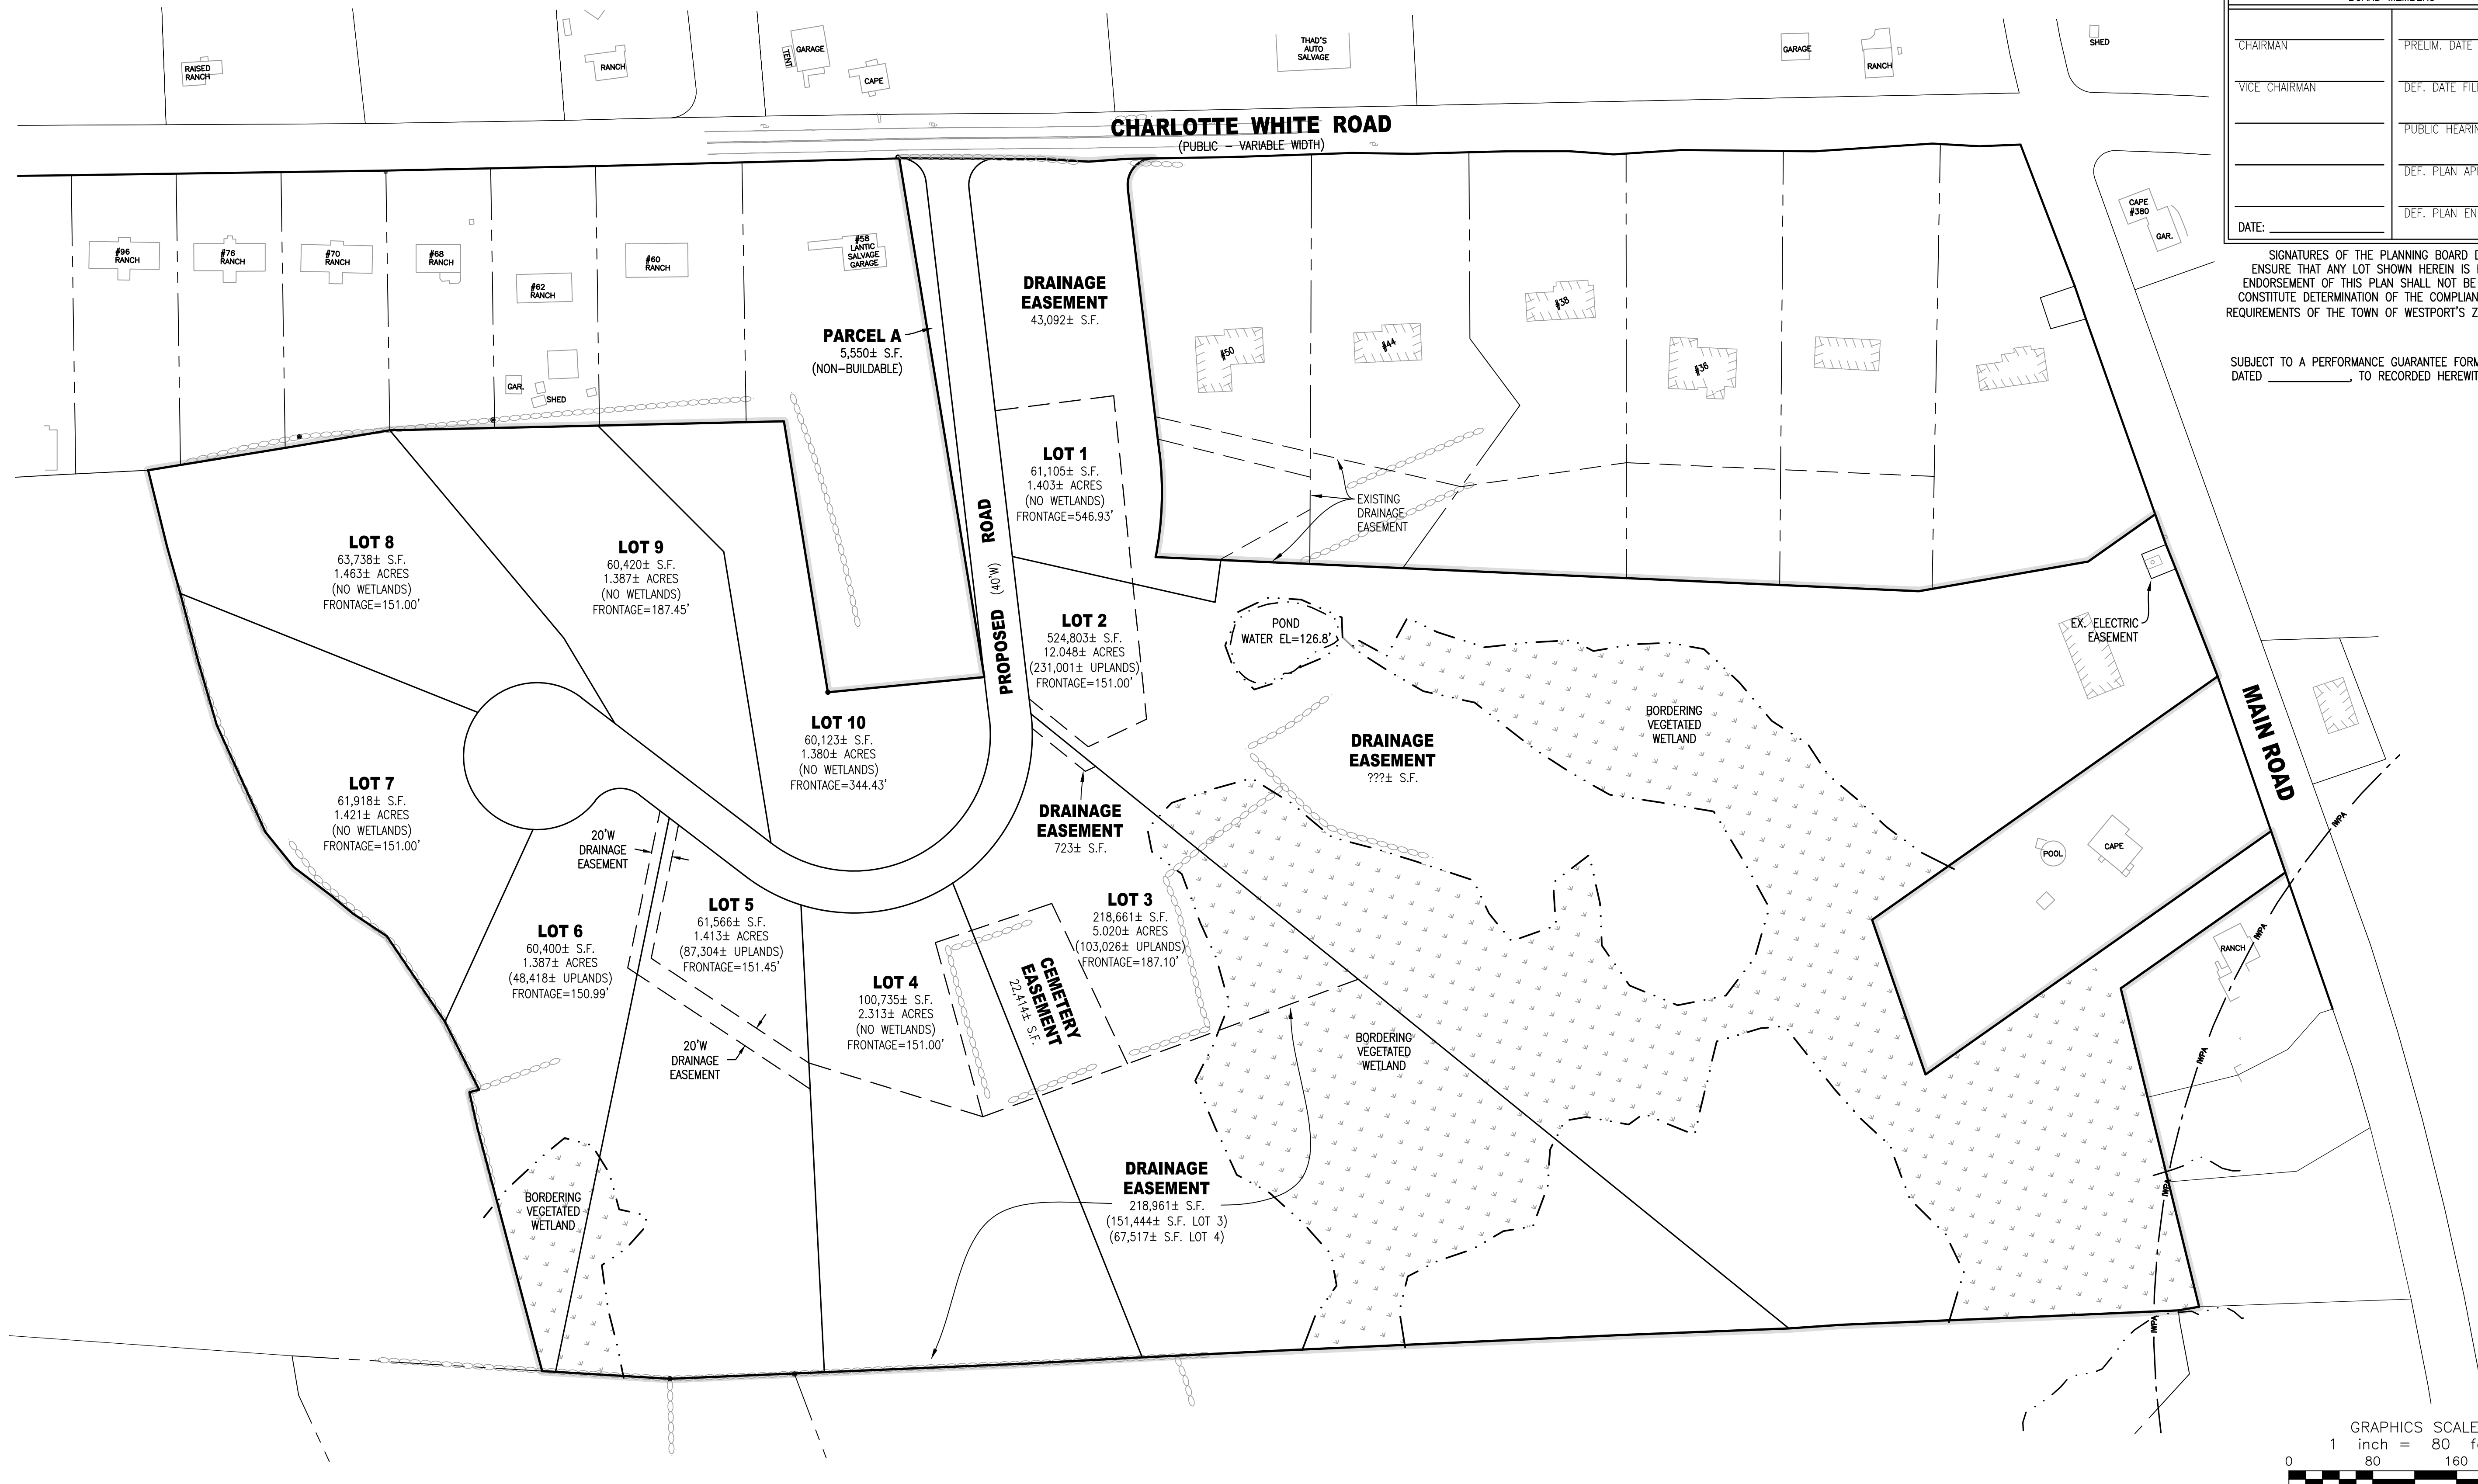 RAISED
RANCH
RANCH
TENT
GARAGE
CAPE
THAD'S
AUTO
SALVAGE
GARAGE
RANCH
SHED
CHARLOTTE WHITE ROAD
(PUBLIC - VARIABLE WIDTH)
CHAIRMAN
PRELIM. DATE
VICE CHAIRMAN
DEF. DATE
PUBLIC
DEF. PLAN
DEF. PLAN
DATE:
SIGNATURES OF THE PLANNING BOARD
ENSURE THAT ANY LOT SHOWN HEREIN IS
ENDORSEMENT OF THIS PLAN SHALL NOT BE
CONSTITUTE DETERMINATION OF THE
REQUIREMENTS OF THE TOWN OF WESTPORT'S
SUBJECT TO A PERFORMANCE GUARANTEE
DATED , TO RECORDED
#96
RANCH
#76
RANCH
#70
RANCH
#68
RANCH
#62
RANCH
#60
RANCH
#58
LANTIC
SALVAGE
GARAGE
GAR.
SHED
PARCEL A
5,550± S.F.
(NON-BUILDABLE)
DRAINAGE
EASEMENT
43,092± S.F.
#50
#44
#38
#36
CAPE
#380
GAR.
LOT 1
61,105± S.F.
1.403± ACRES
(NO WETLANDS)
FRONTAGE=546.93'
EXISTING
DRAINAGE
EASEMENT
PROPOSED (40'W) ROAD
LOT 8
63,738± S.F.
1.463± ACRES
(NO WETLANDS)
FRONTAGE=151.00'
LOT 9
60,420± S.F.
1.387± ACRES
(NO WETLANDS)
FRONTAGE=187.45'
LOT 2
524,803± S.F.
12.048± ACRES
(231,001± UPLANDS)
FRONTAGE=151.00'
POND
WATER EL=126.8'
EX. ELECTRIC
EASEMENT
LOT 10
60,123± S.F.
1.380± ACRES
(NO WETLANDS)
FRONTAGE=344.43'
BORDERING
VEGETATED
WETLAND
DRAINAGE
EASEMENT
???± S.F.
MAIN ROAD
LOT 7
61,918± S.F.
1.421± ACRES
(NO WETLANDS)
FRONTAGE=151.00'
20'W
DRAINAGE
EASEMENT
DRAINAGE
EASEMENT
723± S.F.
POOL
CAPE
IWPA
LOT 6
60,400± S.F.
1.387± ACRES
(48,418± UPLANDS)
FRONTAGE=150.99'
LOT 5
61,566± S.F.
1.413± ACRES
(87,304± UPLANDS)
FRONTAGE=151.45'
LOT 3
218,661± S.F.
5.020± ACRES
(103,026± UPLANDS)
FRONTAGE=187.10'
LOT 4
100,735± S.F.
2.313± ACRES
(NO WETLANDS)
FRONTAGE=151.00'
CEMETERY
EASEMENT
22,414± S.F.
RANCH
IWPA
20'W
DRAINAGE
EASEMENT
BORDERING
VEGETATED
WETLAND
IWPA
DRAINAGE
EASEMENT
218,961± S.F.
(151,444± S.F. LOT 3)
(67,517± S.F. LOT 4)
BORDERING
VEGETATED
WETLAND
IWPA
IWPA
GRAPHICS SCALE
1 inch = 80
0 80 160